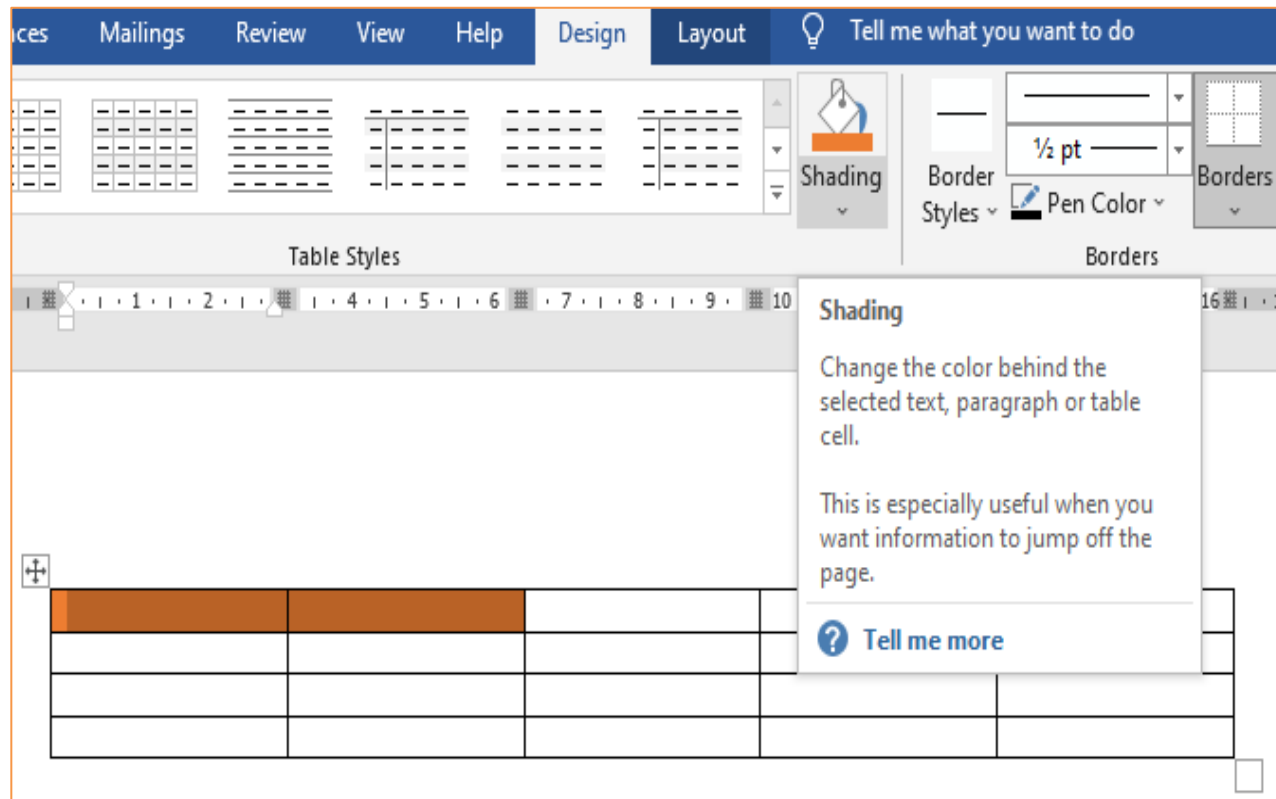 ces Mailings Review View Help Design Layout Tell me what you want to do
Shading
Border
Styles
½ pt
Pen Color
Borders
Table Styles
Borders
1 2 4 5 6 7 8 9 10 16
Shading
Change the color behind the
selected text, paragraph or table
cell.
This is especially useful when you
want information to jump off the
page.
? Tell me more